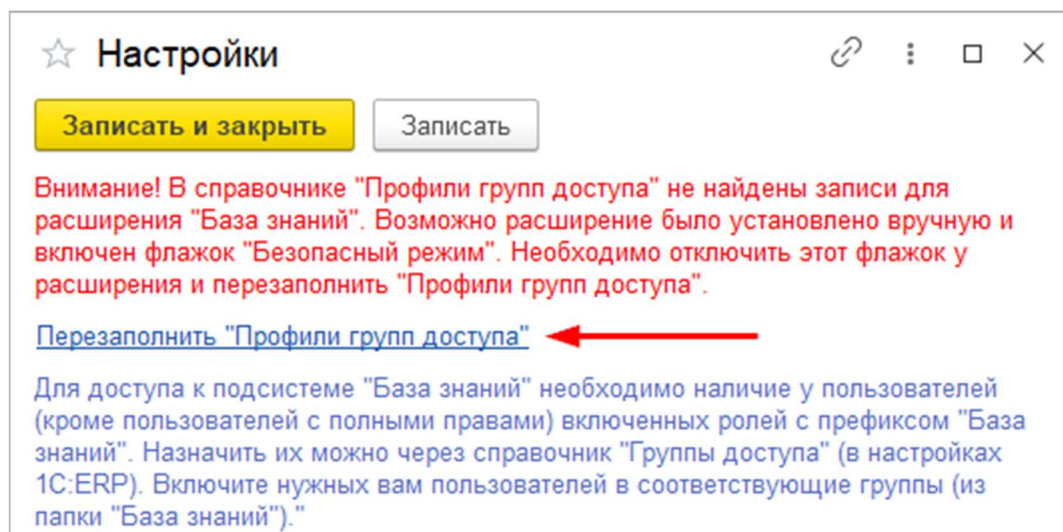 Настройки
Записать и закрыть Записать
Внимание! В справочнике "Профили групп доступа" не найдены записи для
расширения "База знаний". Возможно расширение было установлено вручную и
включен флажок "Безопасный режим". Необходимо отключить этот флажок у
расширения и перезаполнить "Профили групп доступа".
Перезаполнить "Профили групп доступа"
Для доступа к подсистеме "База знаний" необходимо наличие у пользователей
(кроме пользователей с полными правами) включенных ролей с префиксом "База
знаний". Назначить их можно через справочник "Группы доступа" (в настройках
1С:ERP). Включите нужных вам пользователей в соответствующие группы (из
папки "База знаний")."